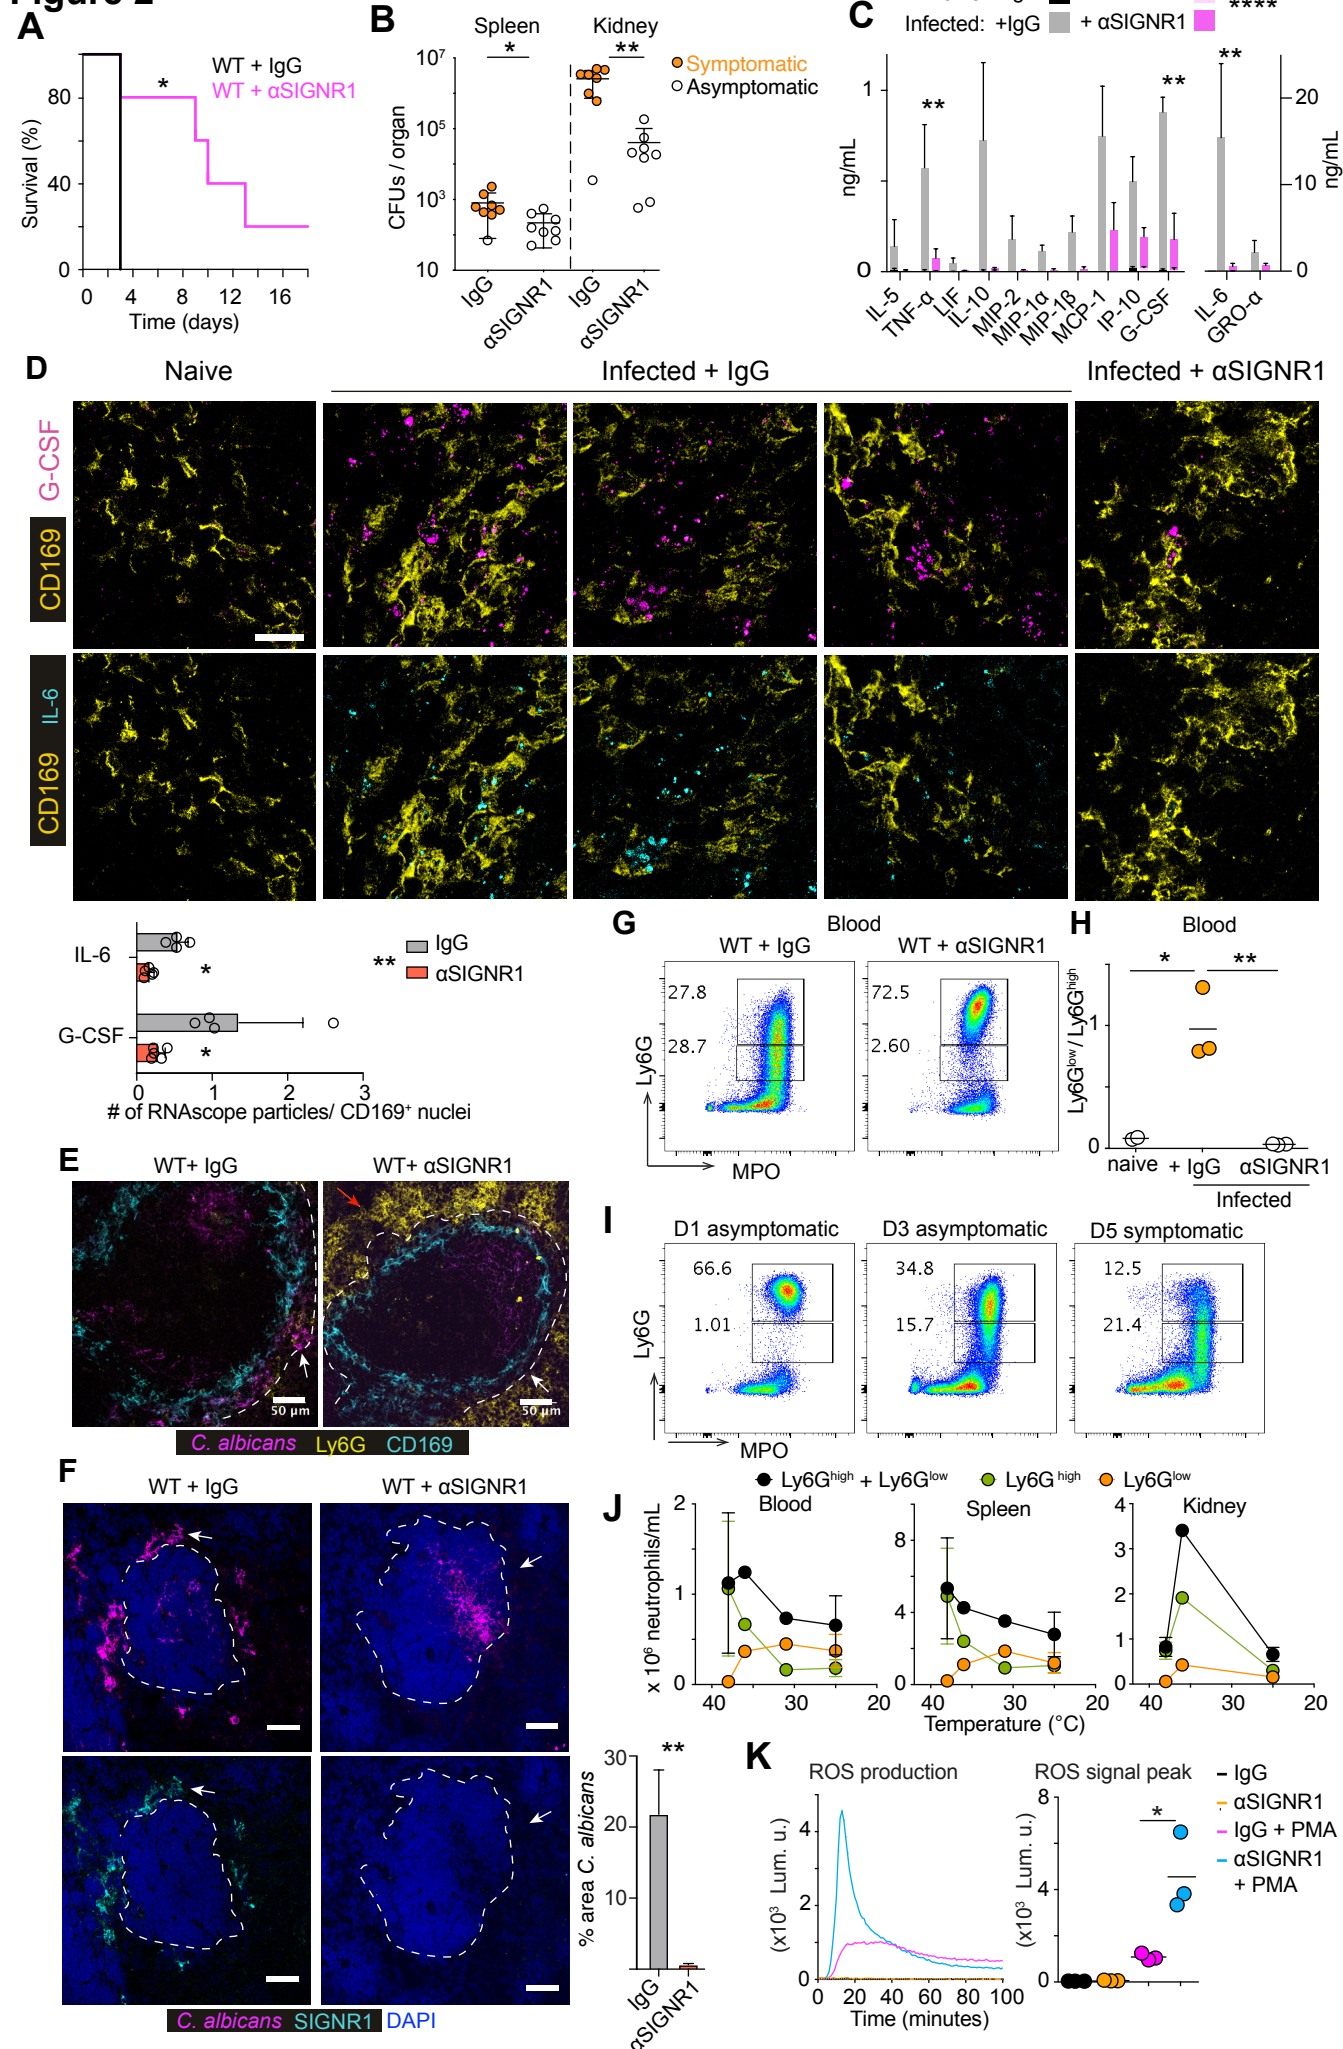 Figure 2
A
WT + IgG
WT + αSIGNR1
*
Survival (%)
80
40
0
0 4 8 12 16
Time (days)
B
Spleen Kidney
* **
Symptomatic
Asymptomatic
CFUs / organ
10⁷
10⁵
10³
10
IgG αSIGNR1 IgG αSIGNR1
C
****
Infected: +IgG + αSIGNR1
ng/mL
1
0
** ** **
20
10
0
ng/mL
IL-5 TNF-α LIF IL-10 MIP-2 MIP-1α MIP-1β MCP-1 IP-10 G-CSF IL-6 GRO-α
D
Naive Infected + IgG Infected + αSIGNR1
CD169 G-CSF
CD169 IL-6
IL-6
G-CSF
*
*
**
IgG
αSIGNR1
0 1 2 3
# of RNAscope particles/ CD169⁺ nuclei
E
WT+ IgG WT+ αSIGNR1
50 µm 50 µm
C. albicans Ly6G CD169
F
WT + IgG WT + αSIGNR1
C. albicans SIGNR1 DAPI
% area C. albicans
30
20
10
**
IgG αSIGNR1
G
Blood
WT + IgG WT + αSIGNR1
27.8
28.7
72.5
2.60
Ly6G
MPO
H
Blood
* **
Ly6Gˡᵒʷ / Ly6Gʰⁱᵍʰ
1
0
naive + IgG αSIGNR1
Infected
I
D1 asymptomatic D3 asymptomatic D5 symptomatic
66.6
1.01
34.8
15.7
12.5
21.4
Ly6G
MPO
J
Ly6Gʰⁱᵍʰ + Ly6Gˡᵒʷ Ly6Gʰⁱᵍʰ Ly6Gˡᵒʷ
Blood Spleen Kidney
x 10⁶ neutrophils/mL
2
1
0
8
4
0
4
3
2
1
0
40 30 20 40 30 20 40 30 20
Temperature (°C)
K
ROS production
(x10³ Lum. u.)
4
2
0
0 20 40 60 80 100
Time (minutes)
ROS signal peak
(x10³ Lum. u.)
8
4
0
*
IgG
αSIGNR1
IgG + PMA
αSIGNR1
+ PMA